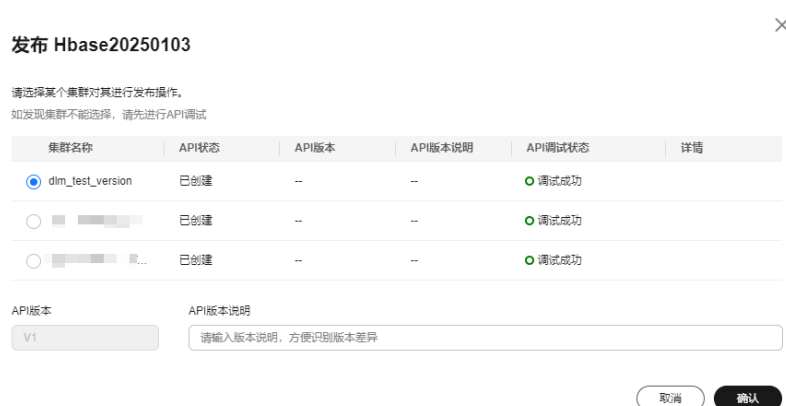 发布 Hbase20250103
请选择某个集群对其进行发布操作。
如发现集群不能选择，请先进行API调试
集群名称 API状态 API版本 API版本说明 API调试状态 详情
dlm_test_version 已创建 -- -- 调试成功
已创建 -- -- 调试成功
... 已创建 -- -- 调试成功
API版本 API版本说明
V1 请输入版本说明，方便识别版本差异
取消 确认